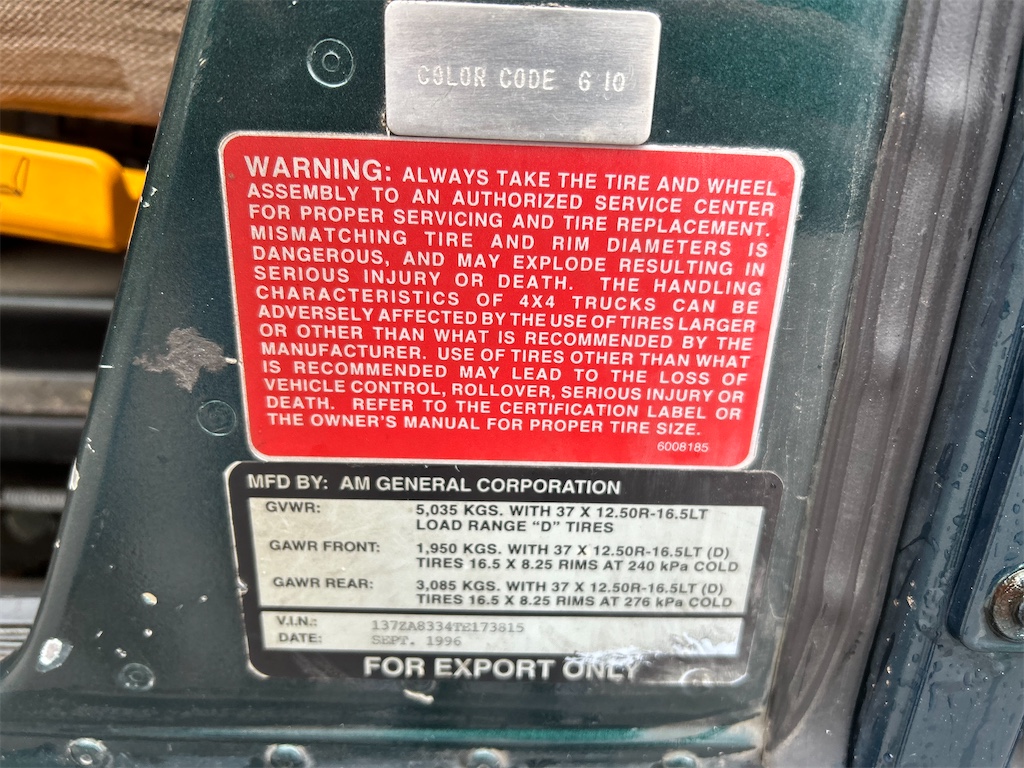 COLOR CODE G 10
WARNING: ALWAYS TAKE THE TIRE AND WHEEL
ASSEMBLY TO AN AUTHORIZED SERVICE CENTER
FOR PROPER SERVICING AND TIRE REPLACEMENT.
MISMATCHING TIRE AND RIM DIAMETERS IS
DANGEROUS, AND MAY EXPLODE RESULTING IN
SERIOUS INJURY OR DEATH. THE HANDLING
CHARACTERISTICS OF 4X4 TRUCKS CAN BE
ADVERSELY AFFECTED BY THE USE OF TIRES LARGER
OR OTHER THAN WHAT IS RECOMMENDED BY THE
MANUFACTURER. USE OF TIRES OTHER THAN WHAT
IS RECOMMENDED MAY LEAD TO THE LOSS OF
VEHICLE CONTROL, ROLLOVER, SERIOUS INJURY OR
DEATH. REFER TO THE CERTIFICATION LABEL OR
THE OWNER'S MANUAL FOR PROPER TIRE SIZE.
6008185
MFD BY: AM GENERAL CORPORATION
GVWR: 5,035 KGS. WITH 37 X 12.50R-16.5LT
LOAD RANGE "D" TIRES
GAWR FRONT: 1,950 KGS. WITH 37 X 12.50R-16.5LT (D)
TIRES 16.5 X 8.25 RIMS AT 240 kPa COLD
GAWR REAR: 3,085 KGS. WITH 37 X 12.50R-16.5LT (D)
TIRES 16.5 X 8.25 RIMS AT 276 kPa COLD
V.I.N.: 137ZA8334TE173815
DATE: SEPT. 1996
FOR EXPORT ONLY